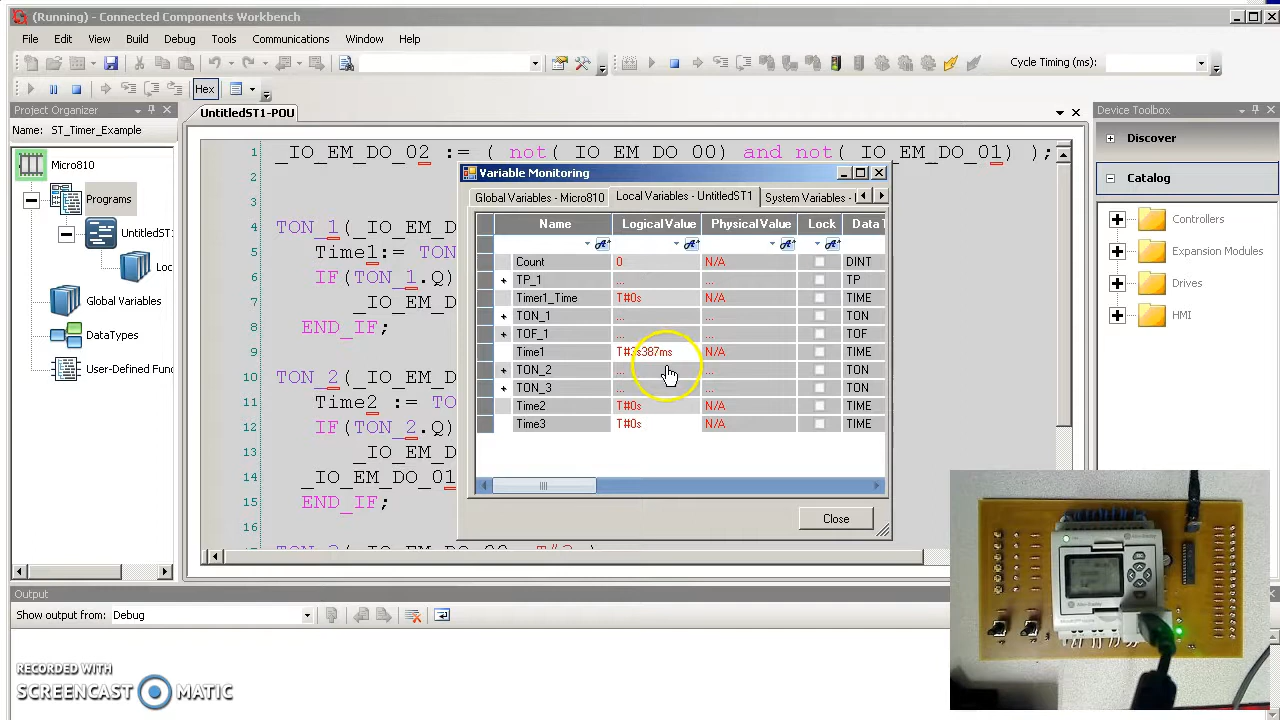 (Running) - Connected Components Workbench
File Edit View Build Debug Tools Communications Window Help
Cycle Timing (ms):
Hex
Project Organizer
Name: ST_Timer_Example
Micro810
Programs
UntitledST
Loc
Global Variables
DataTypes
User-Defined Fun
UntitledST1-POU
1 _IO_EM_DO_02 := ( not(_IO_EM_DO_00) and not(_IO_EM_DO_01) );
2
3
4 TON_1(_IO_EM_D
5 Time1:= TON
6 IF(TON_1.Q)
7 _IO_EM_D
8 END_IF;
9
10 TON_2(_IO_EM_D
11 Time2 := TO
12 IF(TON_2.Q)
13 _IO_EM_D
14 _IO_EM_DO_01
15 END_IF;
16
Variable Monitoring
Global Variables - Micro810 Local Variables - UntitledST1 System Variables -
Name Logical Value Physical Value Lock Data T
Count 0 N/A DINT
+ TP_1 ... ... TP
Timer1_Time T#0s N/A TIME
+ TON_1 ... ... TON
+ TOF_1 ... ... TOF
Time1 T#3s387ms N/A TIME
+ TON_2 ... ... TON
+ TON_3 ... ... TON
Time2 T#0s N/A TIME
Time3 T#0s N/A TIME
Close
Device Toolbox
Discover
Catalog
Controllers
Expansion Modules
Drives
HMI
Output
Show output from: Debug
RECORDED WITH
SCREENCAST MATIC